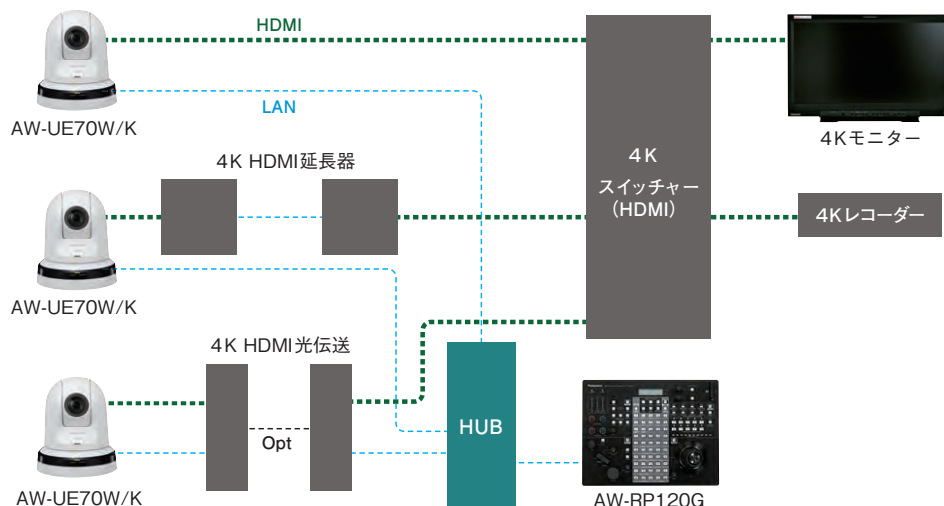 HDMI
LAN
AW-UE70W/K
4Kモニター
4K HDMI延長器
4K
スイッチャー
(HDMI)
4Kレコーダー
AW-UE70W/K
4K HDMI光伝送
Opt
HUB
AW-UE70W/K
AW-RP120G